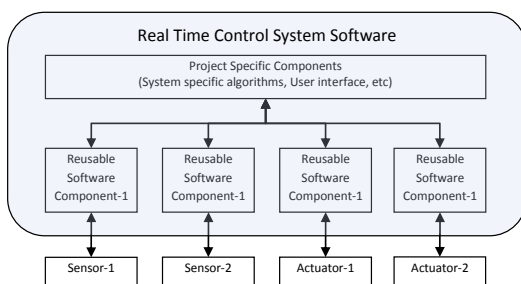 Real Time Control System Software
Project Specific Components
(System specific algorithms, User interface, etc)
Reusable
Software
Component-1
Reusable
Software
Component-1
Reusable
Software
Component-1
Reusable
Software
Component-1
Sensor-1
Sensor-2
Actuator-1
Actuator-2